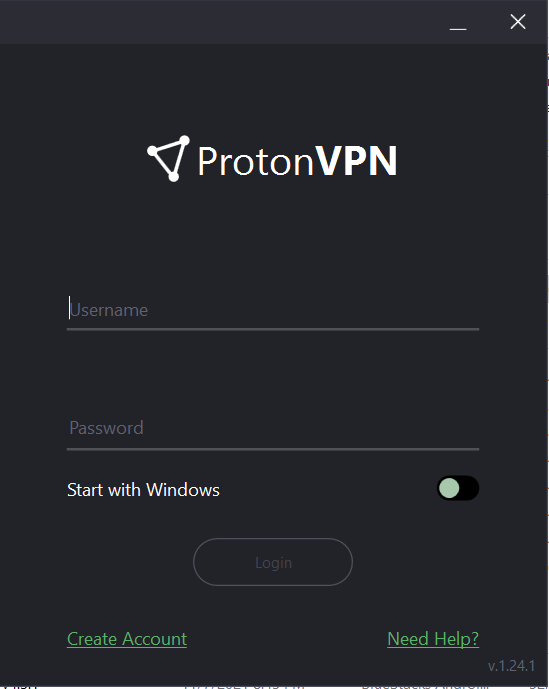 ProtonVPN
Username
Password
Start with Windows
Login
Create Account
Need Help?
v.1.24.1